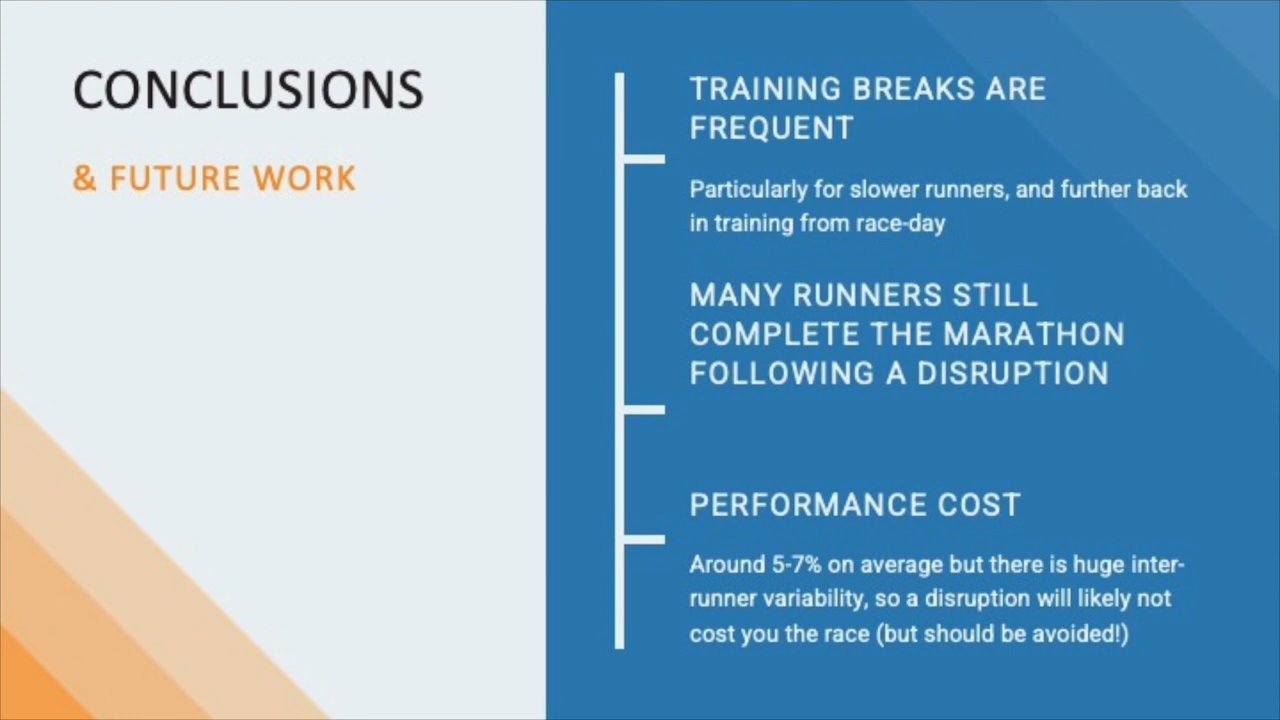 CONCLUSIONS
& FUTURE WORK
TRAINING BREAKS ARE
FREQUENT
Particularly for slower runners, and further back
in training from race-day
MANY RUNNERS STILL
COMPLETE THE MARATHON
FOLLOWING A DISRUPTION
PERFORMANCE COST
Around 5-7% on average but there is huge inter-
runner variability, so a disruption will likely not
cost you the race (but should be avoided!)